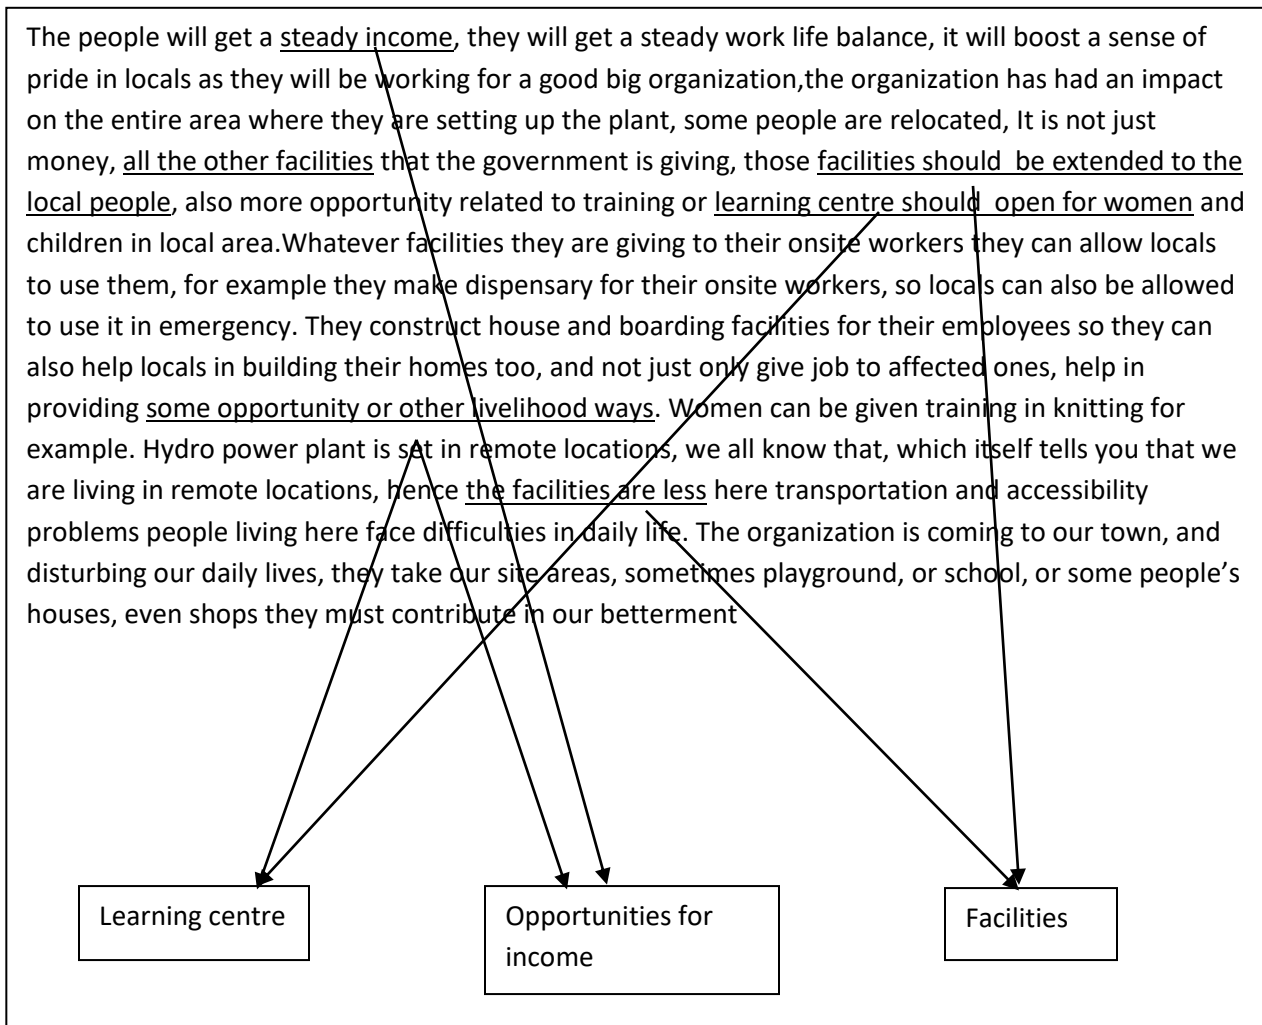 The people will get a steady income, they will get a steady work life balance, it will boost a sense of
pride in locals as they will be working for a good big organization,the organization has had an impact
on the entire area where they are setting up the plant, some people are relocated, It is not just
money, all the other facilities that the government is giving, those facilities should  be extended to the
local people, also more opportunity related to training or learning centre should  open for women and
children in local area.Whatever facilities they are giving to their onsite workers they can allow locals
to use them, for example they make dispensary for their onsite workers, so locals can also be allowed
to use it in emergency. They construct house and boarding facilities for their employees so they can
also help locals in building their homes too, and not just only give job to affected ones, help in
providing some opportunity or other livelihood ways. Women can be given training in knitting for
example. Hydro power plant is set in remote locations, we all know that, which itself tells you that we
are living in remote locations, hence the facilities are less here transportation and accessibility
problems people living here face difficulties in daily life. The organization is coming to our town, and
disturbing our daily lives, they take our site areas, sometimes playground, or school, or some people’s
houses, even shops they must contribute in our betterment
Learning centre
Opportunities for
income
Facilities